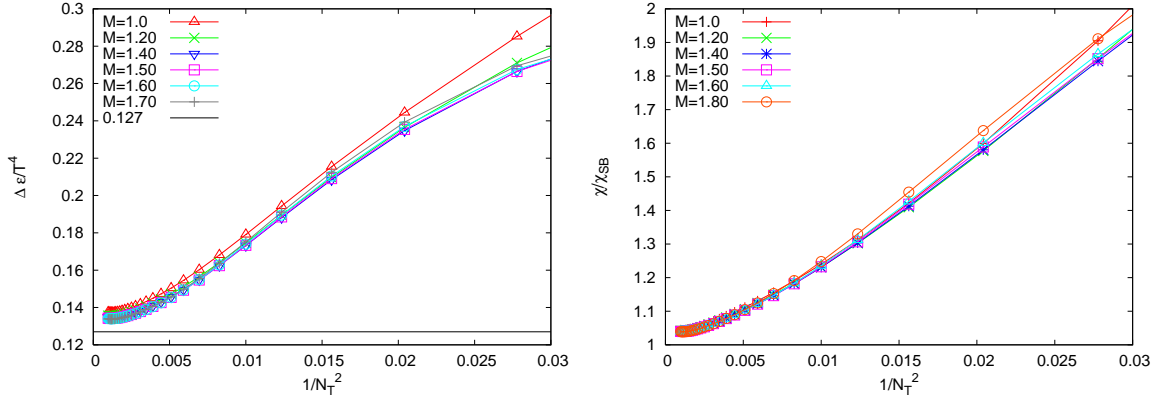 0.3
0.28
0.26
0.24
0.22
0.2
0.18
0.16
0.14
0.12
Δ ε/T^4
M=1.0
M=1.20
M=1.40
M=1.50
M=1.60
M=1.70
0.127
0 0.005 0.01 0.015 0.02 0.025 0.03
1/N_T^2
2
1.9
1.8
1.7
1.6
1.5
1.4
1.3
1.2
1.1
1
χ/χ_SB
M=1.0
M=1.20
M=1.40
M=1.50
M=1.60
M=1.80
0 0.005 0.01 0.015 0.02 0.025 0.03
1/N_T^2